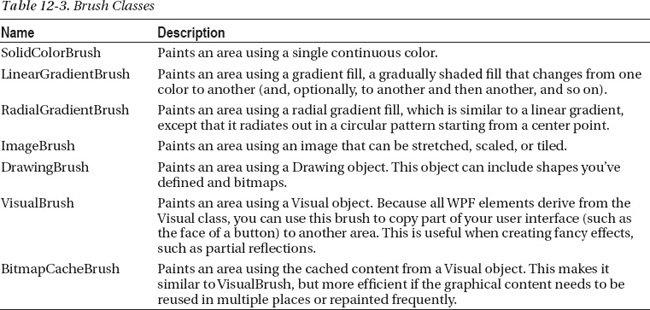 Table 12-3. Brush Classes
Name Description
SolidColorBrush Paints an area using a single continuous color.
LinearGradientBrush Paints an area using a gradient fill, a gradually shaded fill that changes from one
color to another (and, optionally, to another and then another, and so on).
RadialGradientBrush Paints an area using a radial gradient fill, which is similar to a linear gradient,
except that it radiates out in a circular pattern starting from a center point.
ImageBrush Paints an area using an image that can be stretched, scaled, or tiled.
DrawingBrush Paints an area using a Drawing object. This object can include shapes you’ve
defined and bitmaps.
VisualBrush Paints an area using a Visual object. Because all WPF elements derive from the
Visual class, you can use this brush to copy part of your user interface (such as
the face of a button) to another area. This is useful when creating fancy effects,
such as partial reflections.
BitmapCacheBrush Paints an area using the cached content from a Visual object. This makes it
similar to VisualBrush, but more efficient if the graphical content needs to be
reused in multiple places or repainted frequently.